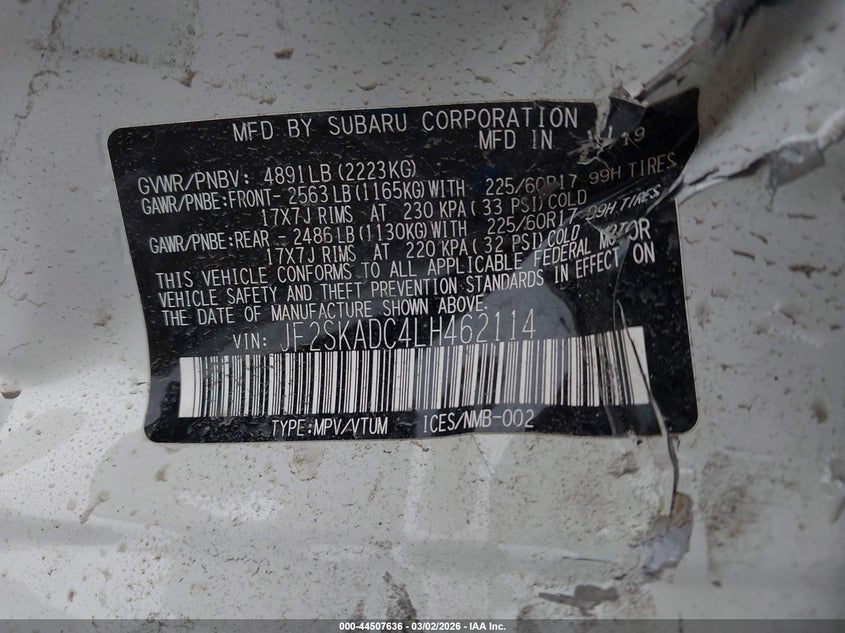 MFD BY SUBARU CORPORATION
MFD IN /19
GVWR/PNBV: 4891LB(2223KG)
GAWR/PNBE:FRONT-2563LB(1165KG)WITH 225/60R17 99H TIRES
17X7J RIMS AT 230 KPA(33 PSI)COLD
GAWR/PNBE:REAR -2486LB(1130KG)WITH 225/60R17 99H TIRES
17X7J RIMS AT 220 KPA(32 PSI)COLD
THIS VEHICLE CONFORMS TO ALL APPLICABLE FEDERAL MOTOR
VEHICLE SAFETY AND THEFT PREVENTION STANDARDS IN EFFECT ON
THE DATE OF MANUFACTURE SHOWN ABOVE.
VIN: JF2SKADC4LH462114
TYPE:MPV/VTUM ICES/NMB-002
000-44507636 - 03/02/2026 - IAA Inc.